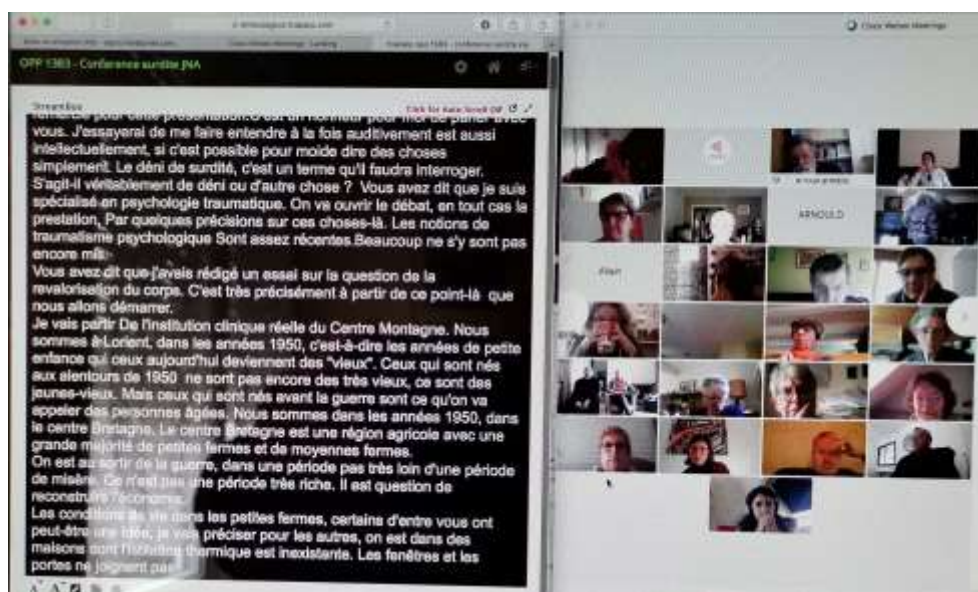 Cisco Webex Meetings
OPP 1363 - Conference surdité JNA
StreamBox
Click for Auto Scroll Off
remercie pour cette présentation.C'est un honneur pour moi de parler avec
vous. J'essayerai de me faire entendre à la fois auditivement est aussi
intellectuellement, si c'est possible pour moide dire des choses
simplement. Le déni de surdité, c'est un terme qu'il faudra interroger.
S'agit-il véritablement de déni ou d'autre chose ? Vous avez dit que je suis
spécialisé en psychologie traumatique. On va ouvrir le débat, en tout cas la
prestation, Par quelques précisions sur ces choses-là. Les notions de
traumatisme psychologique Sont assez récentes.Beaucoup ne s'y sont pas
encore mis.
Vous avez dit que j'avais rédigé un essai sur la question de la
revalorisation du corps. C'est très précisément à partir de ce point-là que
nous allons démarrer.
Je vais partir De l'institution clinique réelle du Centre Montagne. Nous
sommes à Lorient, dans les années 1950, c'est-à-dire les années de petite
enfance qui ceux aujourd'hui deviennent des "vieux". Ceux qui sont nés
aux alentours de 1950 ne sont pas encore des très vieux, ce sont des
jeunes-vieux. Mais ceux qui sont nés avant la guerre sont ce qu'on va
appeler des personnes âgées. Nous sommes dans les années 1950, dans
le centre Bretagne. Le centre Bretagne est une région agricole avec une
grande majorité de petites fermes et de moyennes fermes.
On est au sortir de la guerre, dans une période pas très loin d'une période
de misère. Ce n'est pas une période très riche. Il est question de
reconstruire l'économie.
Les conditions de vie dans les petites fermes, certains d'entre vous ont
peut-être une idée, je vais préciser pour les autres, on est dans des
maisons dont l'isolation thermique est inexistante. Les fenêtres et les
portes ne joignent pas
ARNOULD
Alain